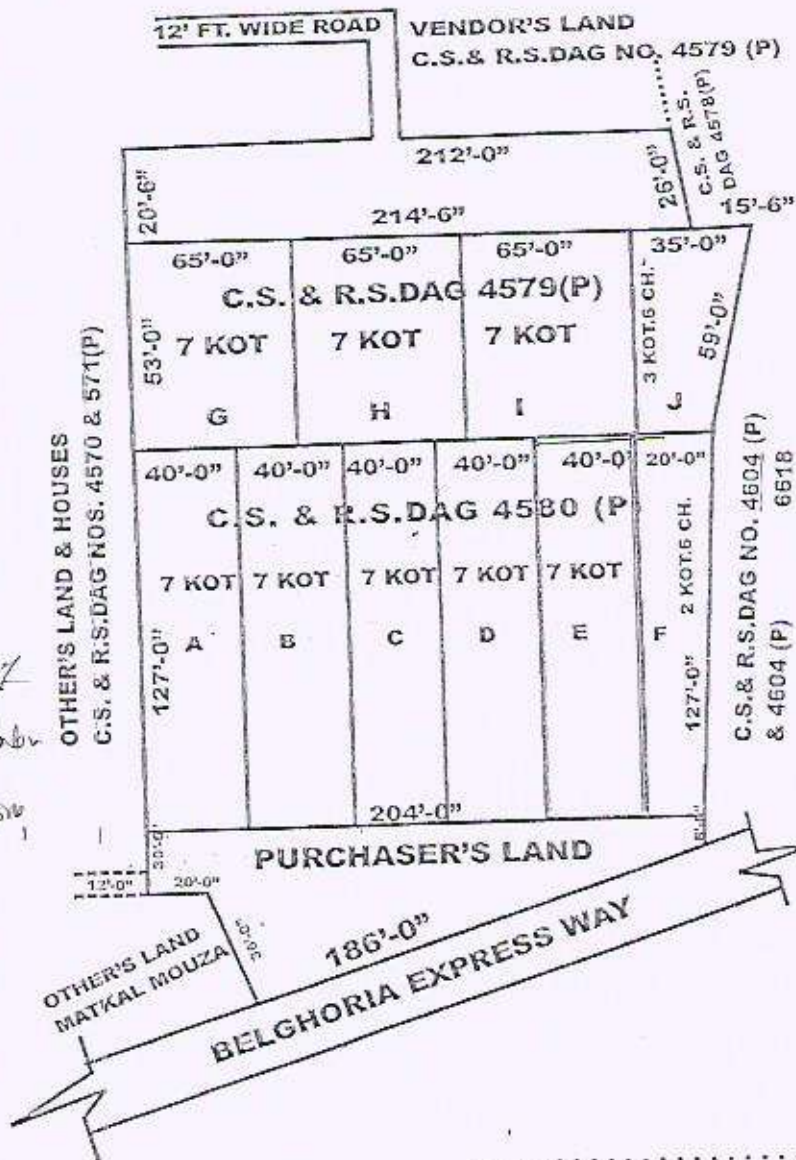 12' FT. WIDE ROAD
VENDOR'S LAND
C.S.& R.S.DAG NO. 4579 (P)
C.S. & R.S.
DAG 4578(P)
212'-0"
20'-6"
26'-0"
15'-6"
214'-6"
65'-0" 65'-0" 65'-0" 35'-0"
C.S. & R.S.DAG 4579(P)
53'-0"
7 KOT 7 KOT 7 KOT
3 KOT.6 CH.
59'-0"
G H I J
OTHER'S LAND & HOUSES
C.S. & R.S.DAG NOS. 4570 & 571(P)
40'-0" 40'-0" 40'-0" 40'-0" 40'-0' 20'-0"
C.S. & R.S.DAG 4580 (P
7 KOT 7 KOT 7 KOT 7 KOT 7 KOT
2 KOT.6 CH.
A B C D E F
127'-0"
127'-0"
C.S.& R.S.DAG NO. 4604 (P)
6618
& 4604 (P)
204'-0"
PURCHASER'S LAND
12'-0"
20'-0"
186'-0"
OTHER'S LAND
MATKAL MOUZA
BELGHORIA EXPRESS WAY